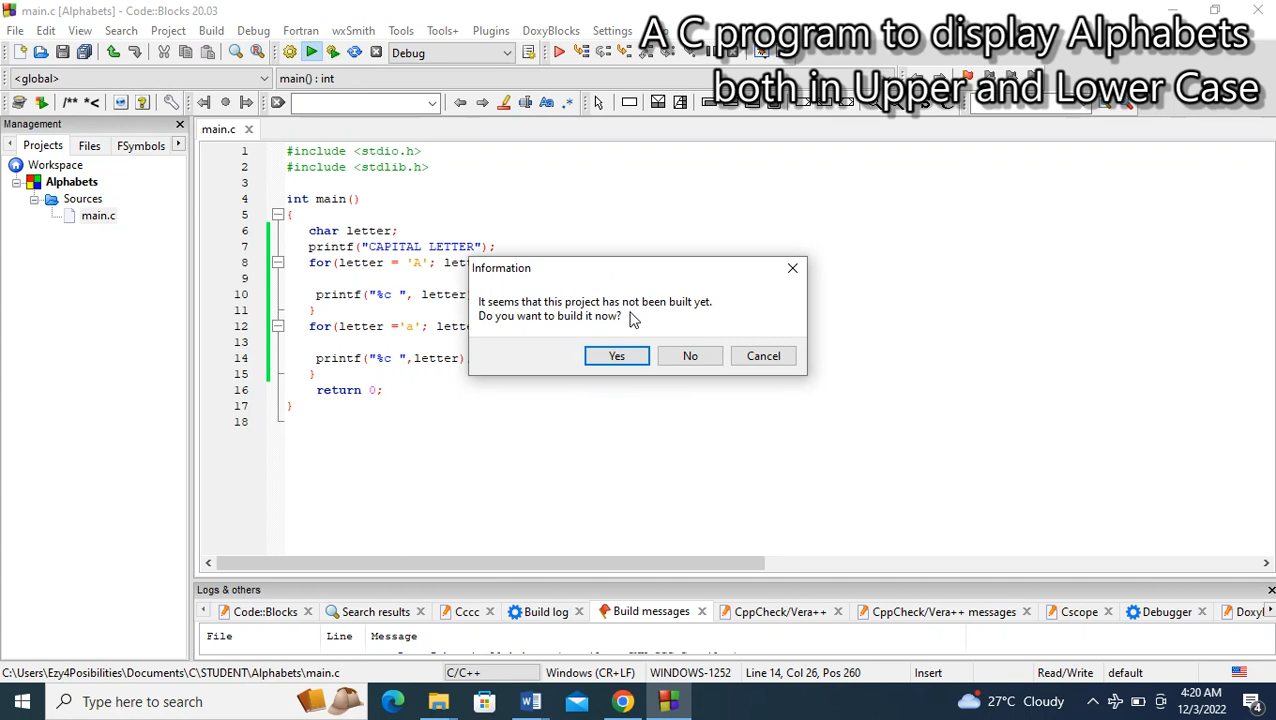 main.c [Alphabets] - Code::Blocks 20.03
File Edit View Search Project Build Debug Fortran wxSmith Tools Tools+ Plugins DoxyBlocks Settings
A C program to display Alphabets
both in Upper and Lower Case
Debug
<global> main() : int
/** *<
Aa .*
Management
Projects Files FSymbols
Workspace
Alphabets
Sources
main.c
main.c
1 #include <stdio.h>
2 #include <stdlib.h>
3
4 int main()
5 {
6 char letter;
7 printf("CAPITAL LETTER");
8 for(letter = 'A';
9
10 printf("%c ", letter
11 }
12 for(letter ='a';
13
14 printf("%c ",letter)
15 }
16 return 0;
17 }
18
Information
It seems that this project has not been built yet.
Do you want to build it now?
Yes No Cancel
Logs & others
Code::Blocks Search results Cccc Build log Build messages CppCheck/Vera++ CppCheck/Vera++ messages Cscope Debugger
File Line Message
C:\Users\Ezy4Posibilities\Documents\C\STUDENT\Alphabets\main.c C/C++ Windows (CR+LF) WINDOWS-1252 Line 14, Col 26, Pos 260 Insert Read/Write default
Type here to search
27°C Cloudy
4:20 AM
12/3/2022
4